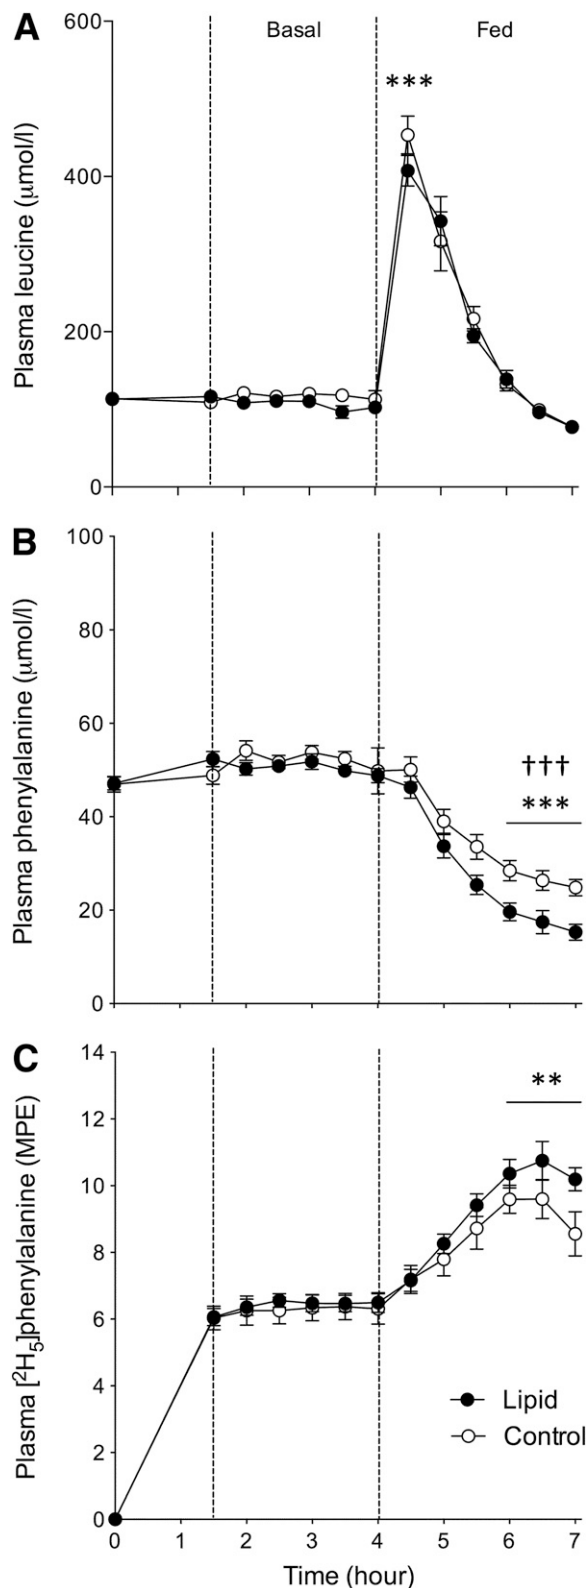 A
Basal
Fed
***
Plasma leucine (μmol/l)
600
400
200
0
B
Plasma phenylalanine (μmol/l)
100
80
60
40
20
0
†††
***
C
Plasma [²H₅]phenylalanine (MPE)
14
12
10
8
6
4
2
0
**
Lipid
Control
0 1 2 3 4 5 6 7
Time (hour)